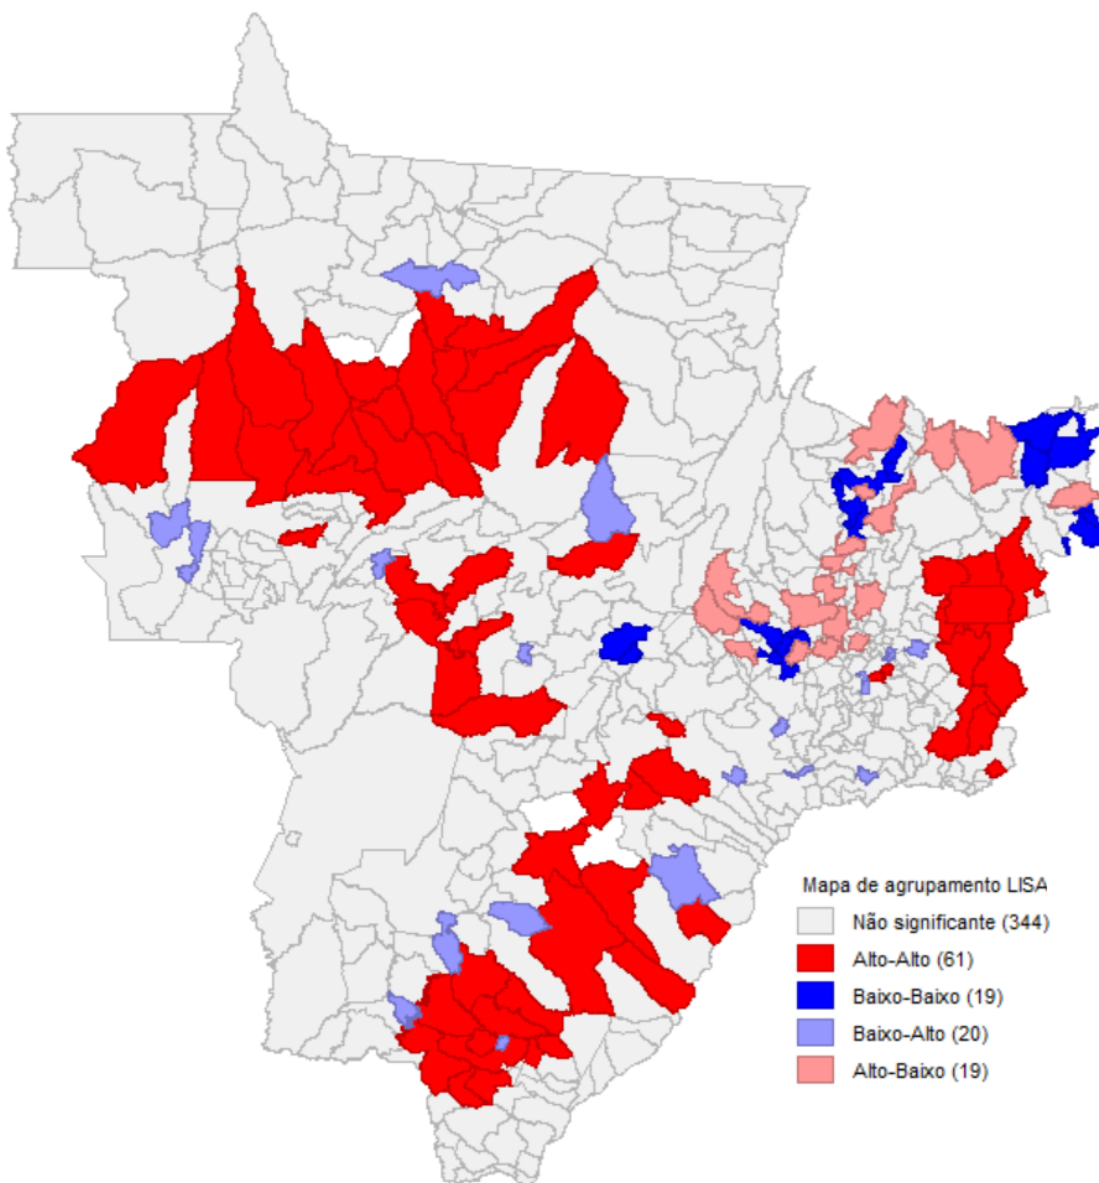 Mapa de agrupamento LISA
Não significante (344)
Alto-Alto (61)
Baixo-Baixo (19)
Baixo-Alto (20)
Alto-Baixo (19)